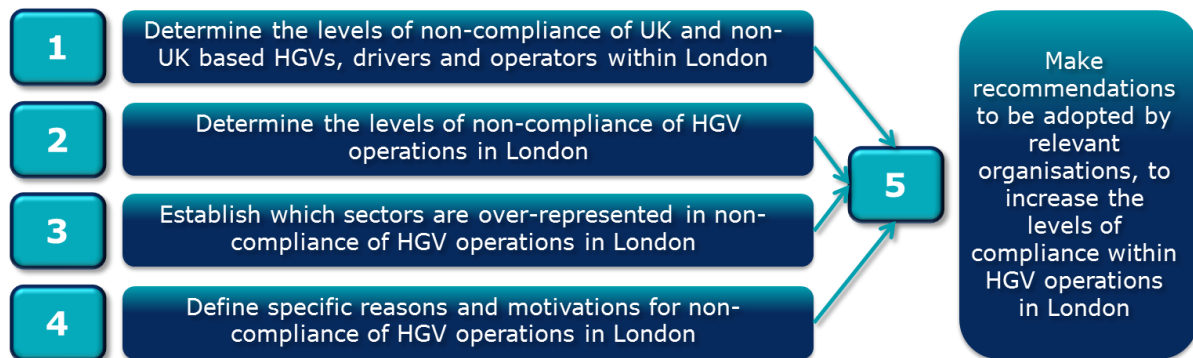 1
Determine the levels of non-compliance of UK and non-
UK based HGVs, drivers and operators within London
2
Determine the levels of non-compliance of HGV
operations in London
3
Establish which sectors are over-represented in non-
compliance of HGV operations in London
4
Define specific reasons and motivations for non-
compliance of HGV operations in London
5
Make
recommendations
to be adopted by
relevant
organisations, to
increase the
levels of
compliance within
HGV operations
in London